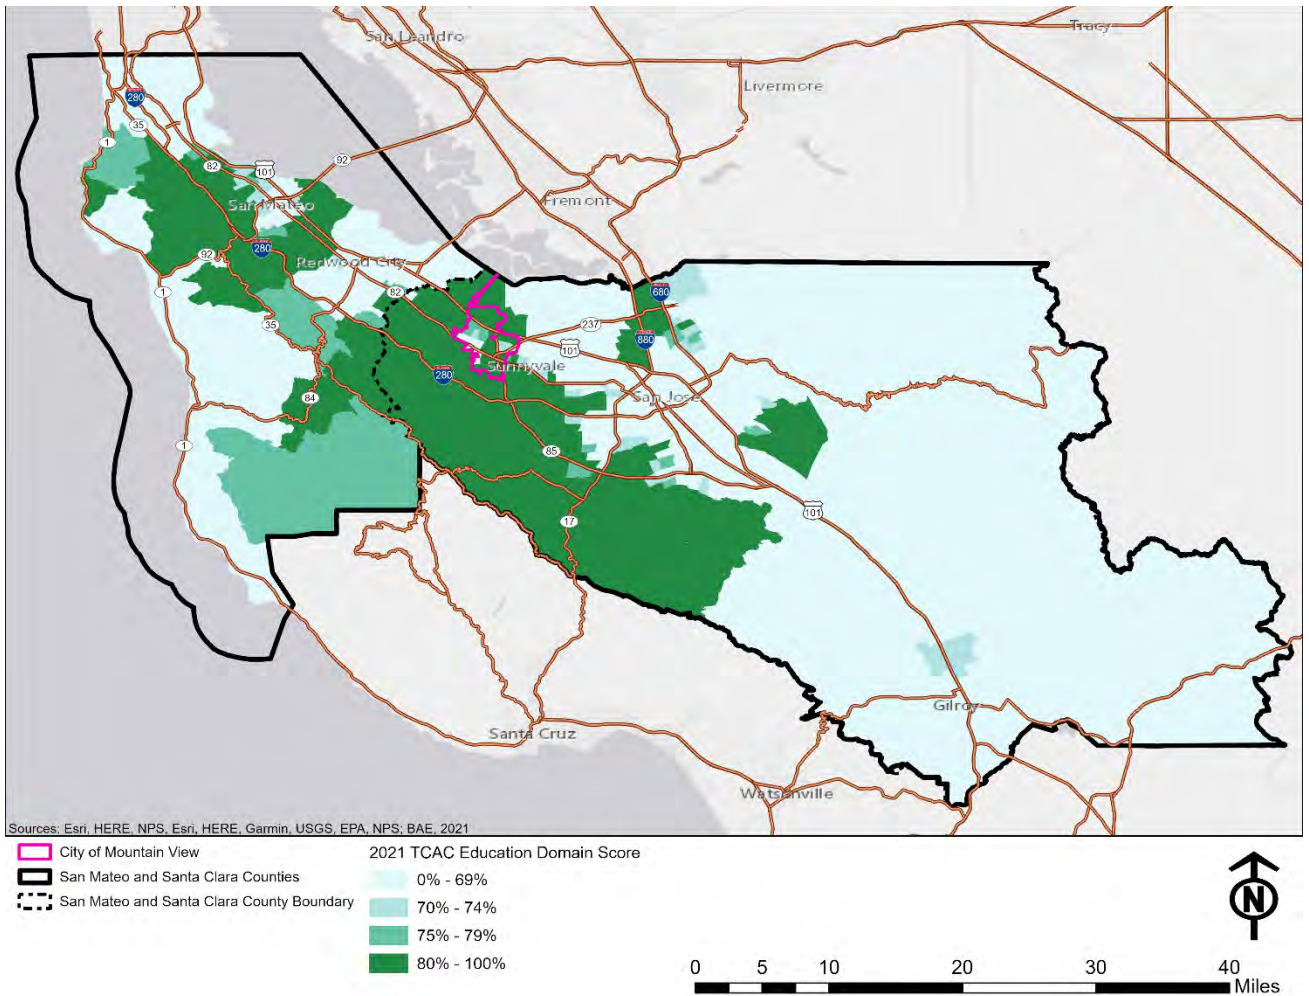 San Leandro
Tracy
Livermore
280
35
1
82
101
92
San Mateo
Fremont
92
280
Redwood City
1
82
680
35
237
880
101
Sunnyvale
280
San Jose
84
1
85
101
17
Gilroy
Santa Cruz
Watsonville
Sources: Esri, HERE, NPS, Esri, HERE, Garmin, USGS, EPA, NPS; BAE, 2021
City of Mountain View
San Mateo and Santa Clara Counties
San Mateo and Santa Clara County Boundary
2021 TCAC Education Domain Score
0% - 69%
70% - 74%
75% - 79%
80% - 100%
N
0 5 10 20 30 40
Miles